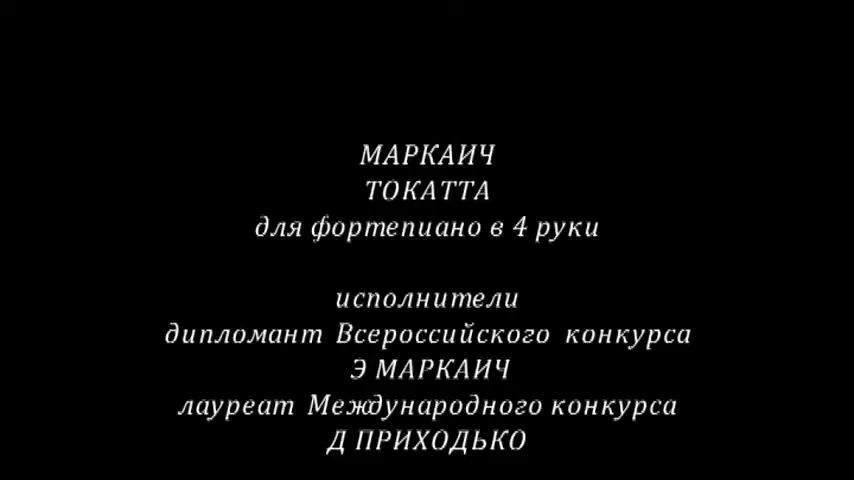 МАРКАИЧ
ТОКАТТА
для фортепиано в 4 руки
исполнители
дипломант Всероссийского конкурса
Э МАРКАИЧ
лауреат Международного конкурса
Д ПРИХОДЬКО